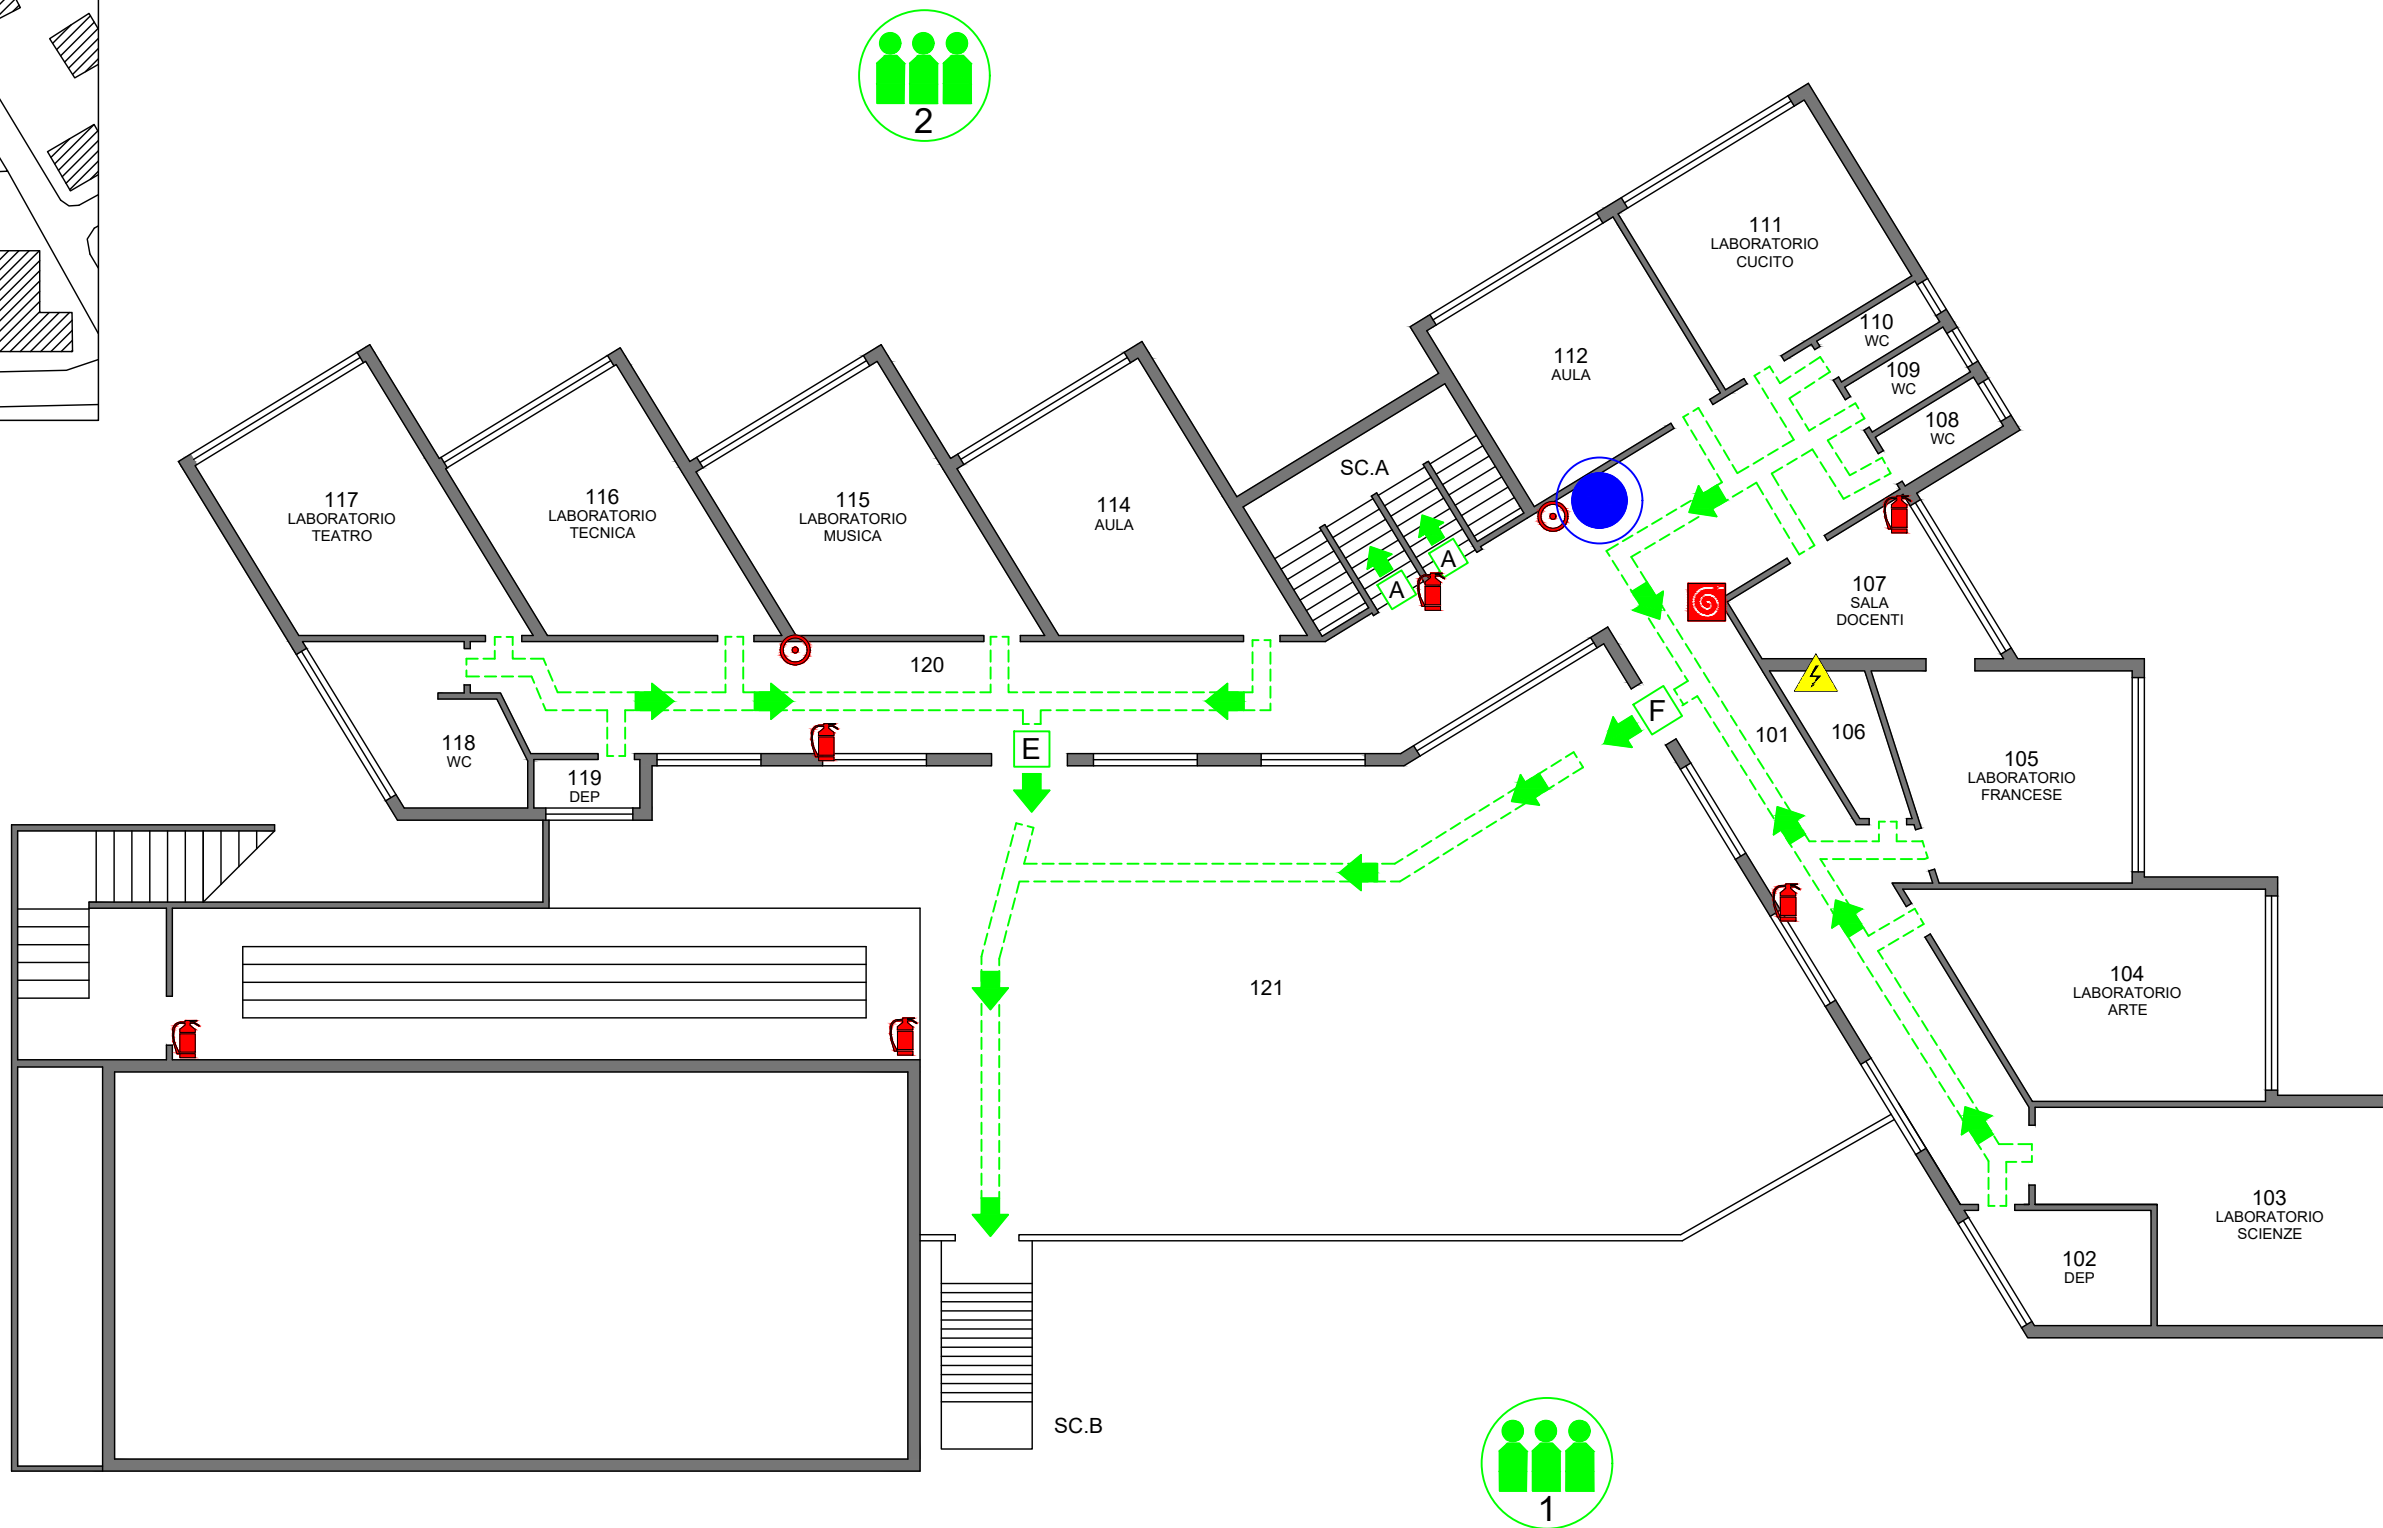 2
111
LABORATORIO
CUCITO
110
WC
109
WC
108
WC
112
AULA
SC.A
117
LABORATORIO
TEATRO
116
LABORATORIO
TECNICA
115
LABORATORIO
MUSICA
114
AULA
A
A
107
SALA
DOCENTI
120
F
101
106
105
LABORATORIO
FRANCESE
118
WC
119
DEP
E
121
104
LABORATORIO
ARTE
103
LABORATORIO
SCIENZE
102
DEP
SC.B
1